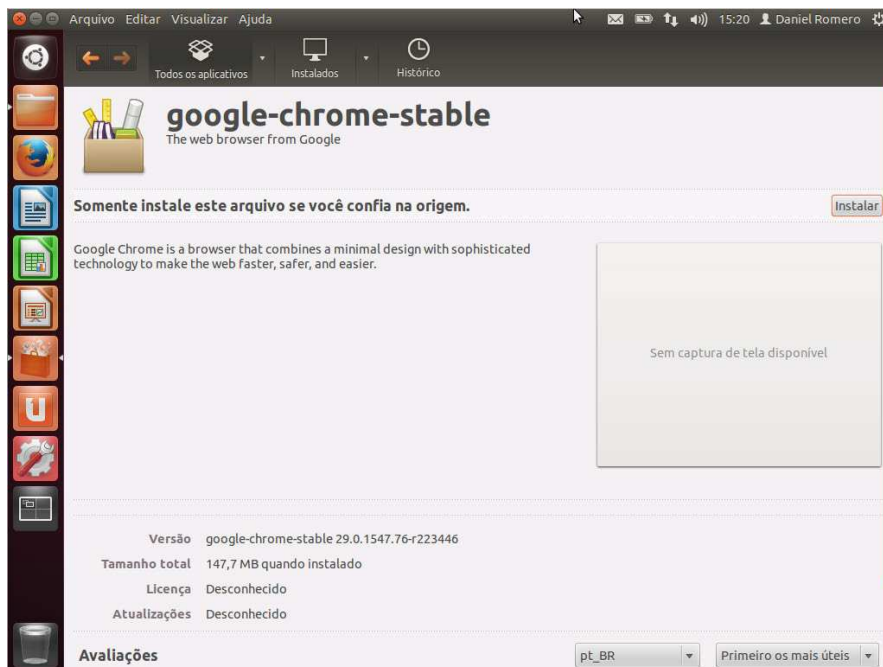 Arquivo Editar Visualizar Ajuda 15:20 Daniel Romero
Todos os aplicativos Instalados Histórico
google-chrome-stable
The web browser from Google
Somente instale este arquivo se você confia na origem. Instalar
Google Chrome is a browser that combines a minimal design with sophisticated
technology to make the web faster, safer, and easier.
Sem captura de tela disponível
Versão google-chrome-stable 29.0.1547.76-r223446
Tamanho total 147,7 MB quando instalado
Licença Desconhecido
Atualizações Desconhecido
Avaliações pt_BR Primeiro os mais úteis